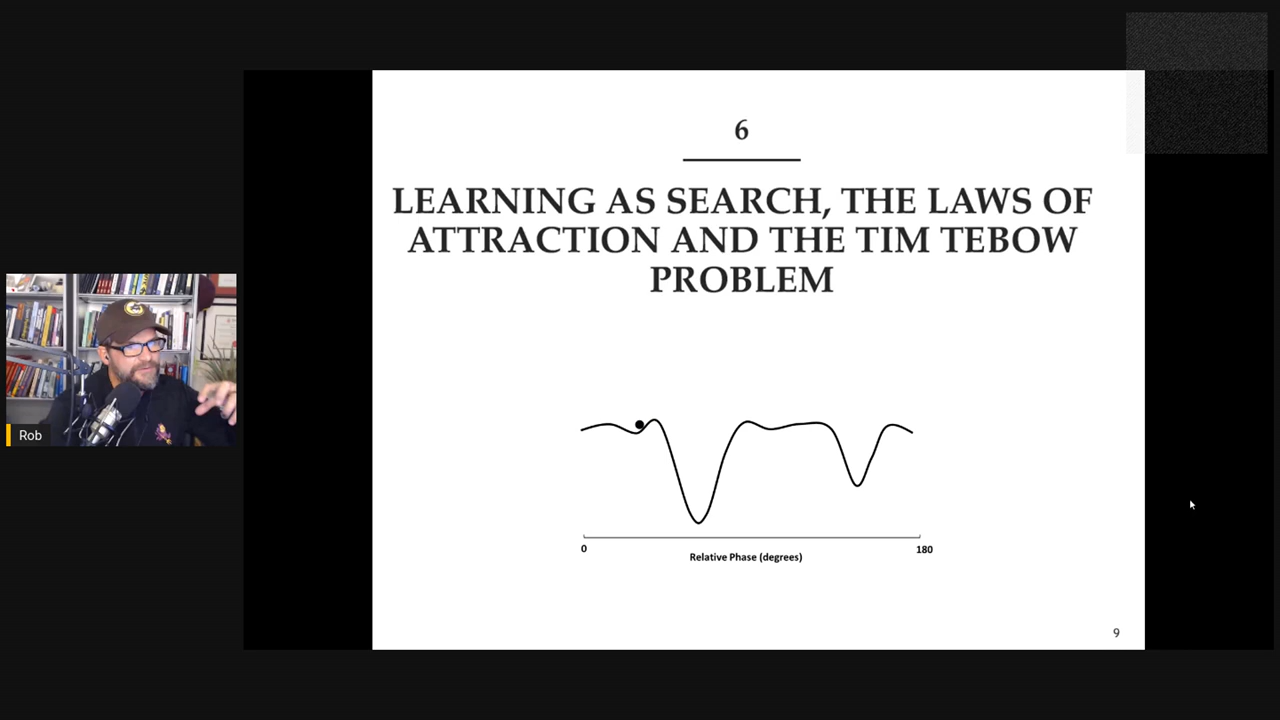 6
LEARNING AS SEARCH, THE LAWS OF
ATTRACTION AND THE TIM TEBOW
PROBLEM
Rob
0
180
Relative Phase (degrees)
9